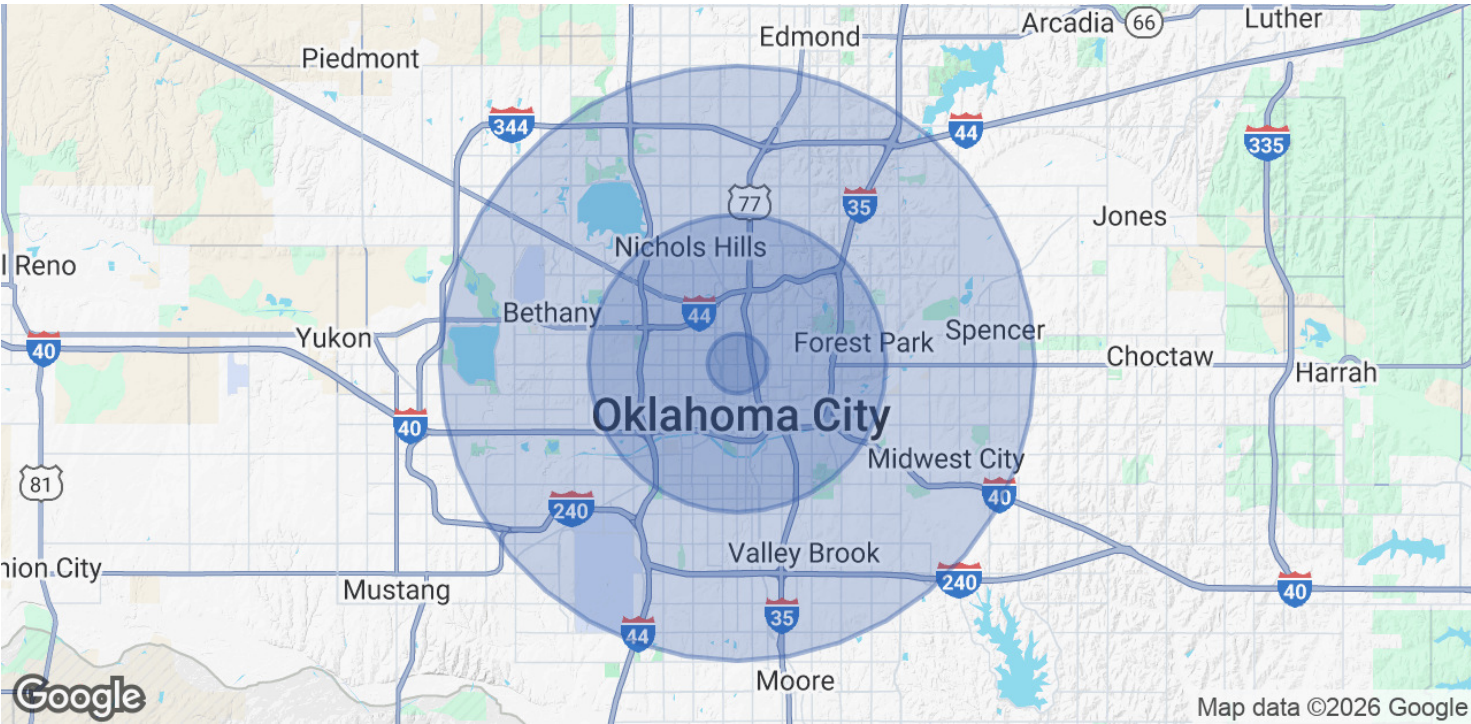 Edmond
Arcadia
66
Luther
Piedmont
344
44
335
77
35
Jones
Nichols Hills
l Reno
Bethany
44
Yukon
Forest Park
Spencer
40
Choctaw
Harrah
Oklahoma City
40
Midwest City
81
40
240
Valley Brook
nion City
Mustang
240
40
35
44
Moore
Google
Map data ©2026 Google